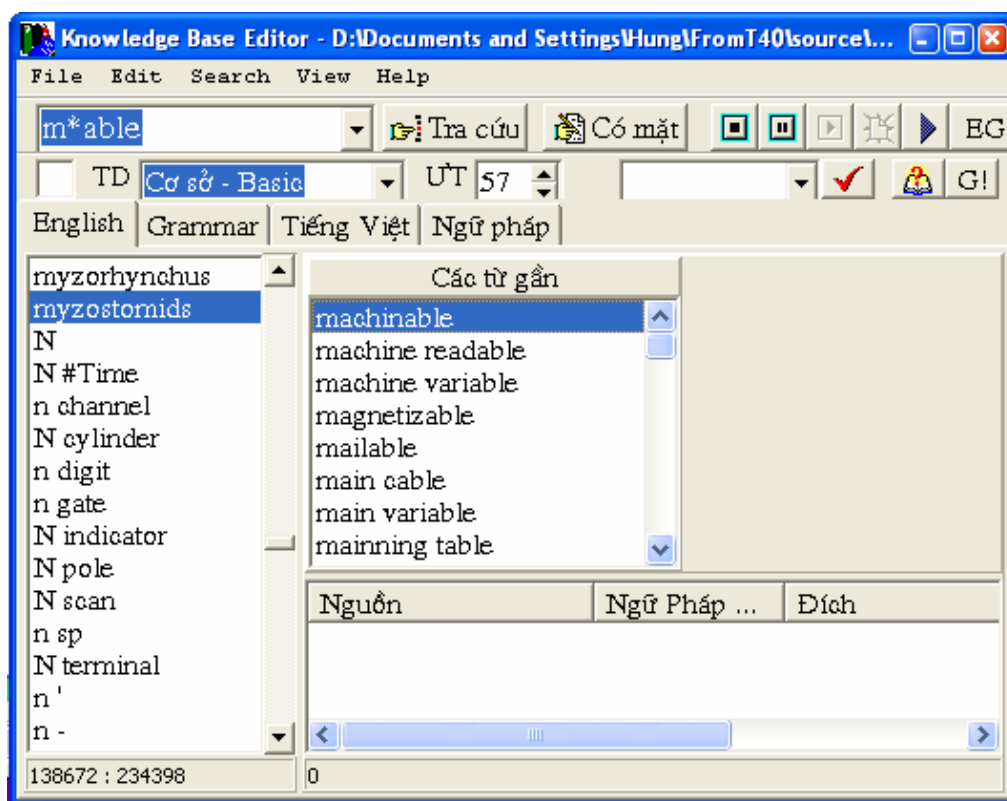 Knowledge Base Editor - D:\Documents and Settings\Hung\FromT40\source\...
File Edit Search View Help
m*able Tra cứu Có mặt EG
TD Cơ sở - Basic ƯT 57 G!
English Grammar Tiếng Việt Ngữ pháp
myzorhynchus
myzostomids
N
N #Time
n channel
N cylinder
n digit
n gate
N indicator
N pole
N scan
n sp
N terminal
n '
n -
Các từ gần
machinable
machine readable
machine variable
magnetizable
mailable
main cable
main variable
mainning table
Nguồn Ngữ Pháp ... Đích
138672 : 234398 0